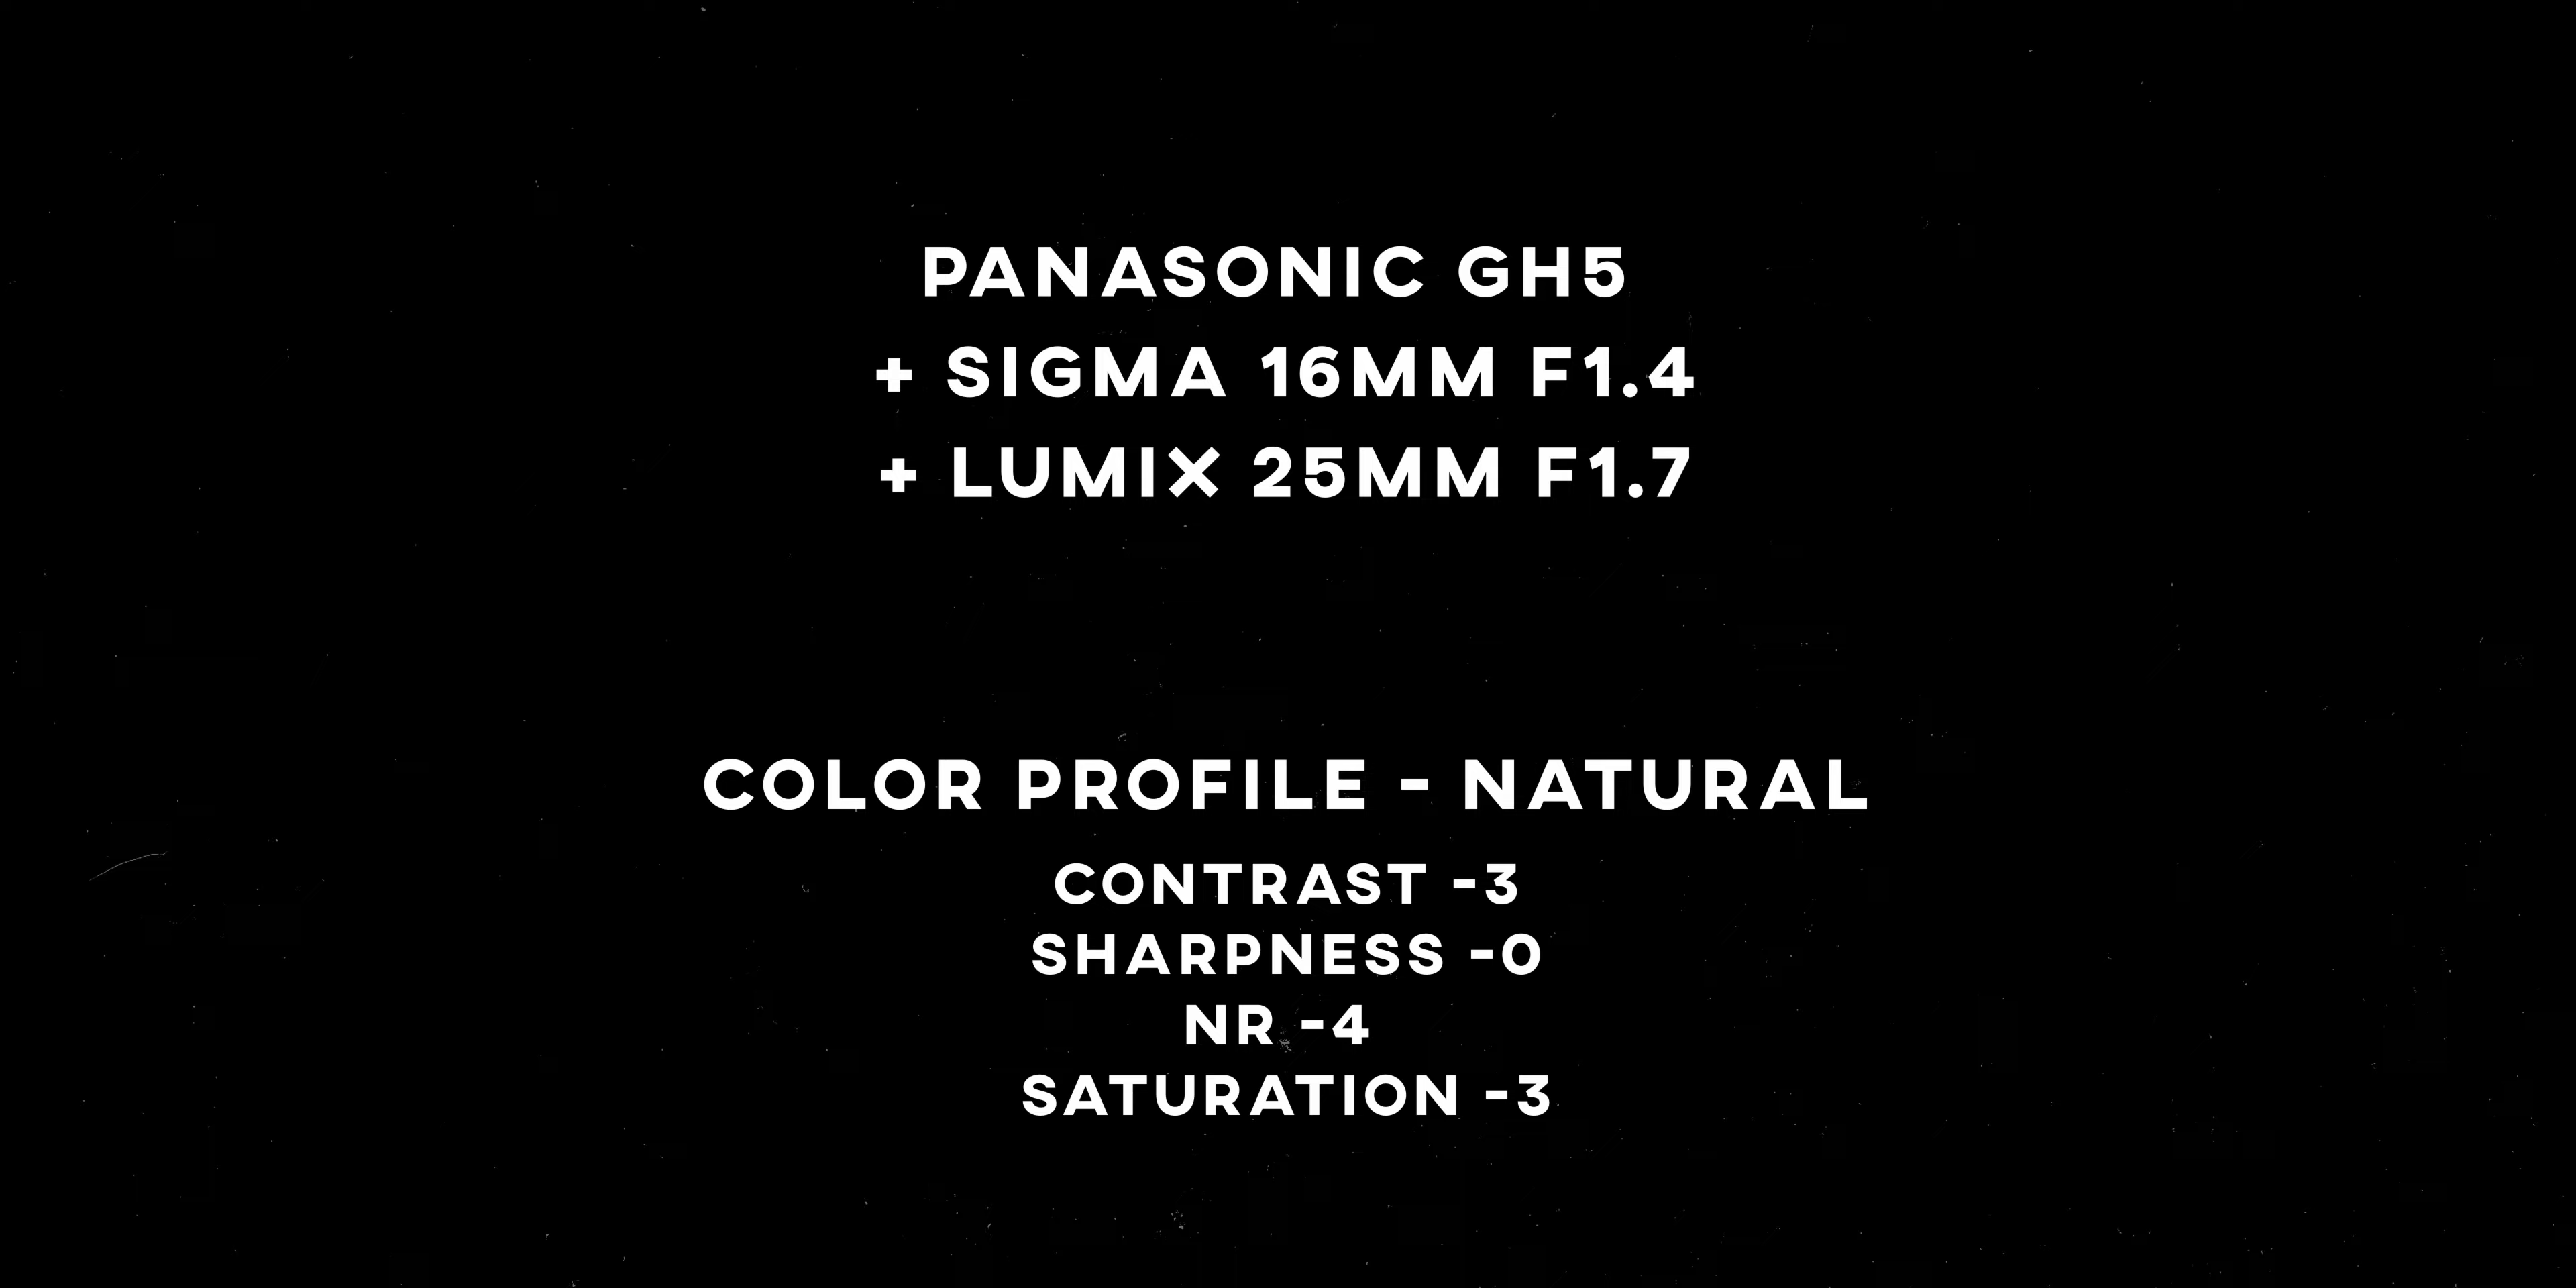 PANASONIC GH5
+ SIGMA 16MM F1.4
+ LUMIX 25MM F1.7
COLOR PROFILE - NATURAL
CONTRAST -3
SHARPNESS -0
NR -4
SATURATION -3